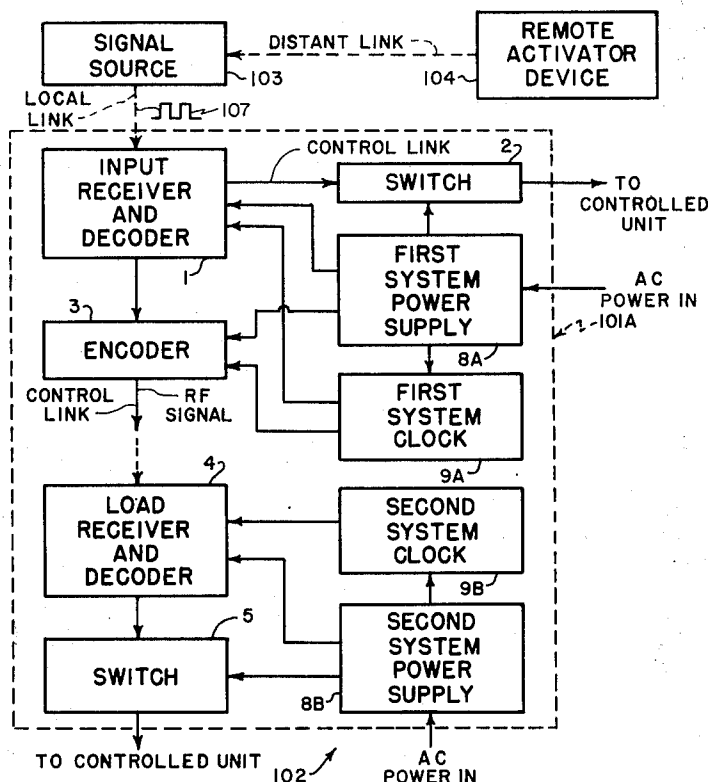 SIGNAL
SOURCE
103
DISTANT LINK
REMOTE
ACTIVATOR
DEVICE
104
LOCAL
LINK
107
INPUT
RECEIVER
AND
DECODER
1
CONTROL LINK
2
SWITCH
TO
CONTROLLED
UNIT
FIRST
SYSTEM
POWER
SUPPLY
8A
AC
POWER IN
101A
3
ENCODER
CONTROL
LINK
RF
SIGNAL
FIRST
SYSTEM
CLOCK
9A
4
LOAD
RECEIVER
AND
DECODER
SECOND
SYSTEM
CLOCK
9B
5
SWITCH
SECOND
SYSTEM
POWER
SUPPLY
8B
TO CONTROLLED UNIT
102
AC
POWER IN